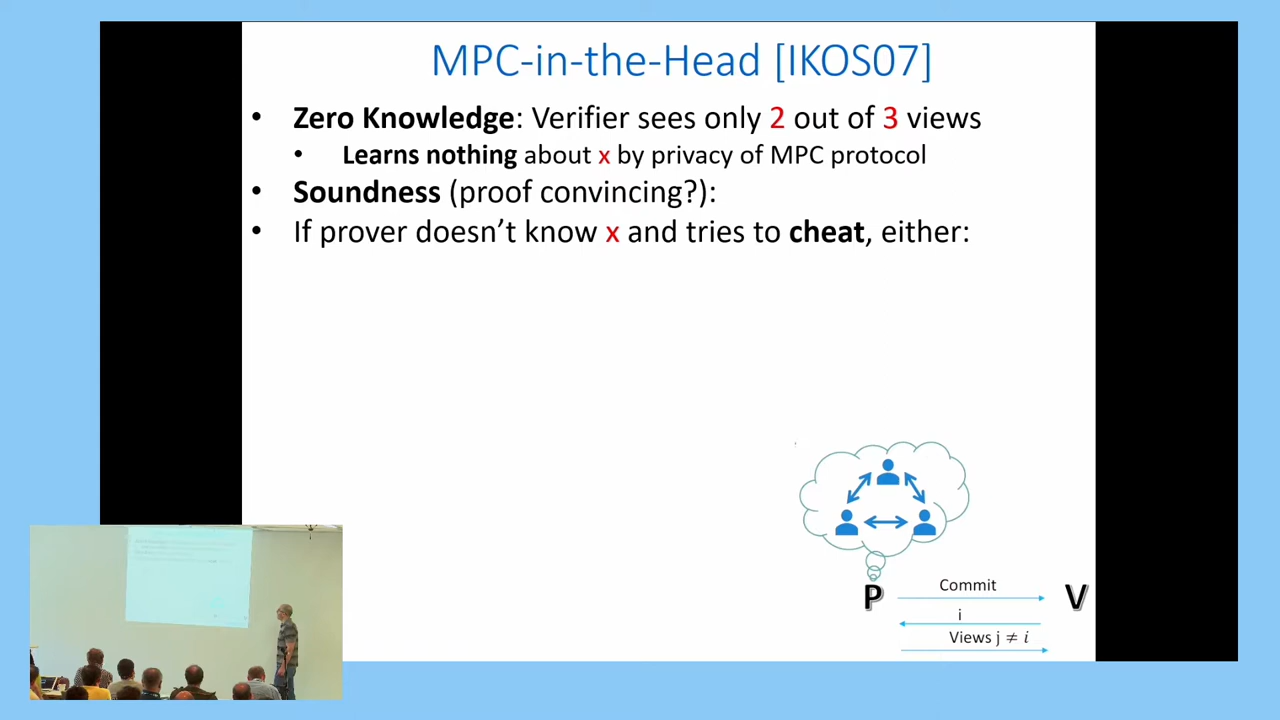 MPC-in-the-Head [IKOS07]
• Zero Knowledge: Verifier sees only 2 out of 3 views
• Learns nothing about x by privacy of MPC protocol
• Soundness (proof convincing?):
• If prover doesn’t know x and tries to cheat, either:
P
Commit
V
i
Views j ≠ i